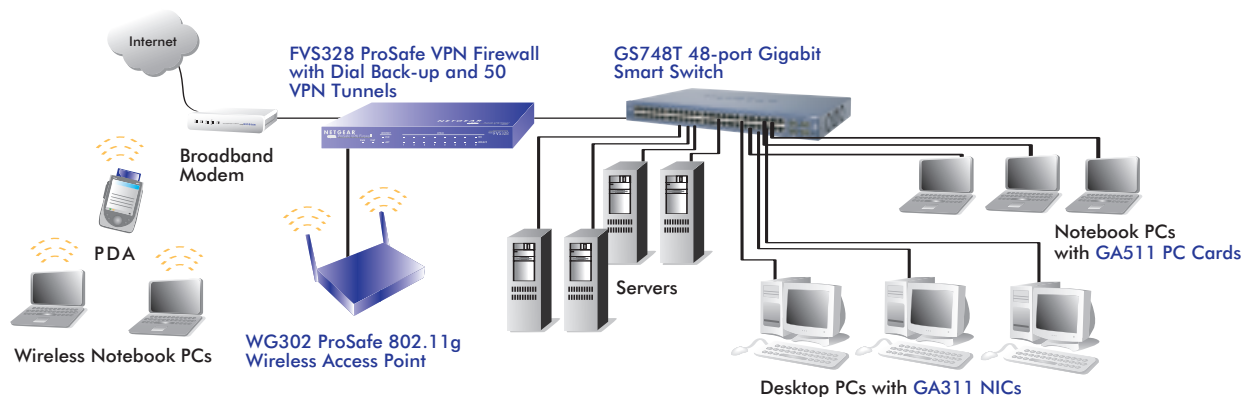 Internet
FVS328 ProSafe VPN Firewall
with Dial Back-up and 50
VPN Tunnels
GS748T 48-port Gigabit
Smart Switch
NETGEAR
NETGEAR
Broadband
Modem
PDA
Servers
Notebook PCs
with GA511 PC Cards
Wireless Notebook PCs
WG302 ProSafe 802.11g
Wireless Access Point
Desktop PCs with GA311 NICs